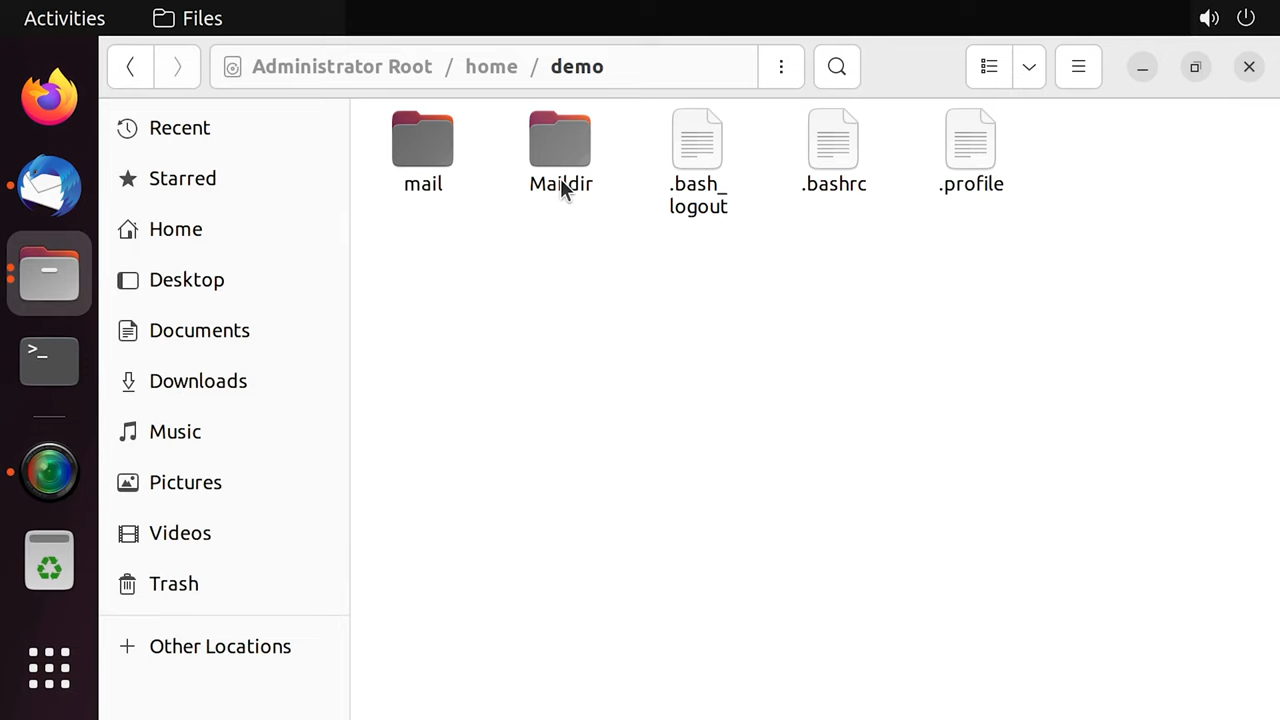 Activities
Files
Administrator Root / home / demo
Recent
Starred
Home
Desktop
Documents
Downloads
Music
Pictures
Videos
Trash
Other Locations
mail
Maildir
.bash_
logout
.bashrc
.profile
>_